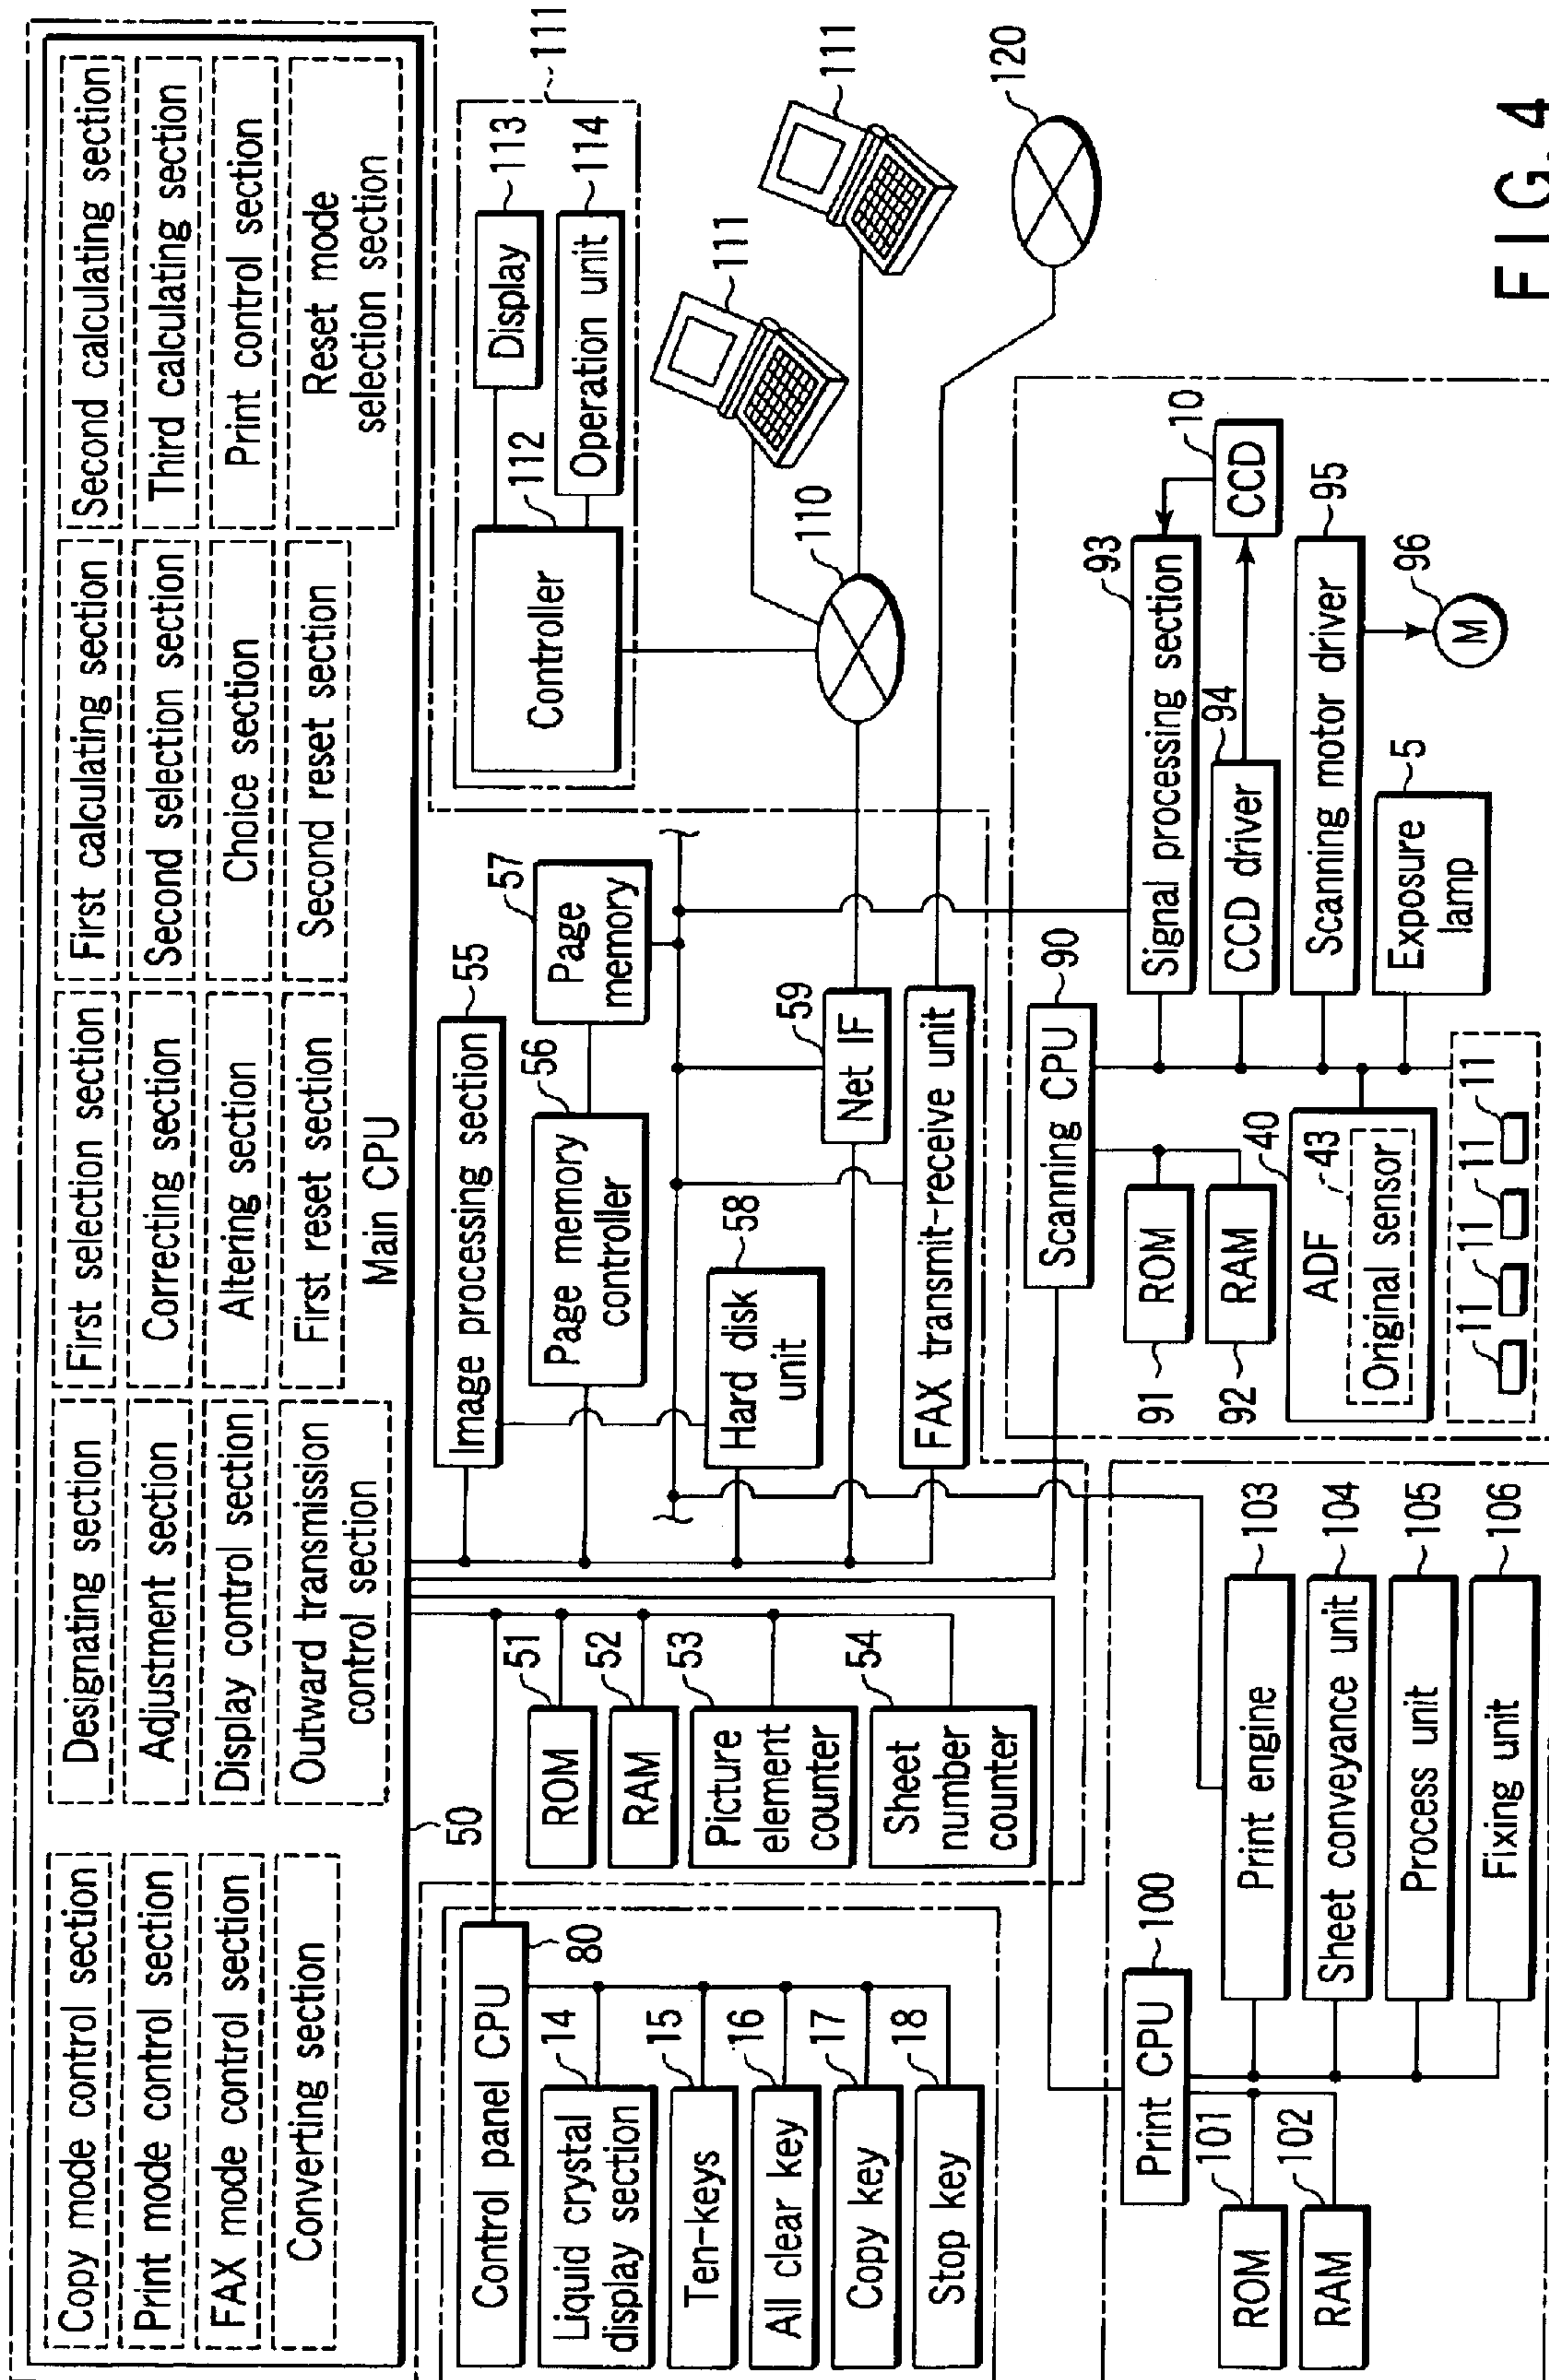 Copy mode control section
Print mode control section
FAX mode control section
Converting section
Designating section
Adjustment section
Display control section
Outward transmission
control section
First selection section
Correcting section
Altering section
First reset section
First calculating section
Second selection section
Choice section
Second reset section
Second calculating section
Third calculating section
Print control section
Reset mode
selection section
Main CPU
50
Control panel CPU
80
Liquid crystal
display section
14
Ten-keys
15
All clear key
16
Copy key
17
Stop key
18
ROM
51
RAM
52
Picture
element
counter
53
Sheet
number
counter
54
Image processing section
55
Page memory
controller
56
Page
memory
57
Hard disk
unit
58
Net IF
59
FAX transmit-receive unit
Controller
112
Display
113
Operation unit
114
111
110
111
111
120
Print CPU
100
ROM
101
RAM
102
Print engine
103
Sheet conveyance unit
104
Process unit
105
Fixing unit
106
Scanning CPU
90
ROM
91
RAM
92
ADF
40
Original sensor
43
11
11
11
11
Signal processing section
93
CCD driver
94
CCD
10
Scanning motor driver
95
M
96
Exposure
lamp
5
FIG. 4